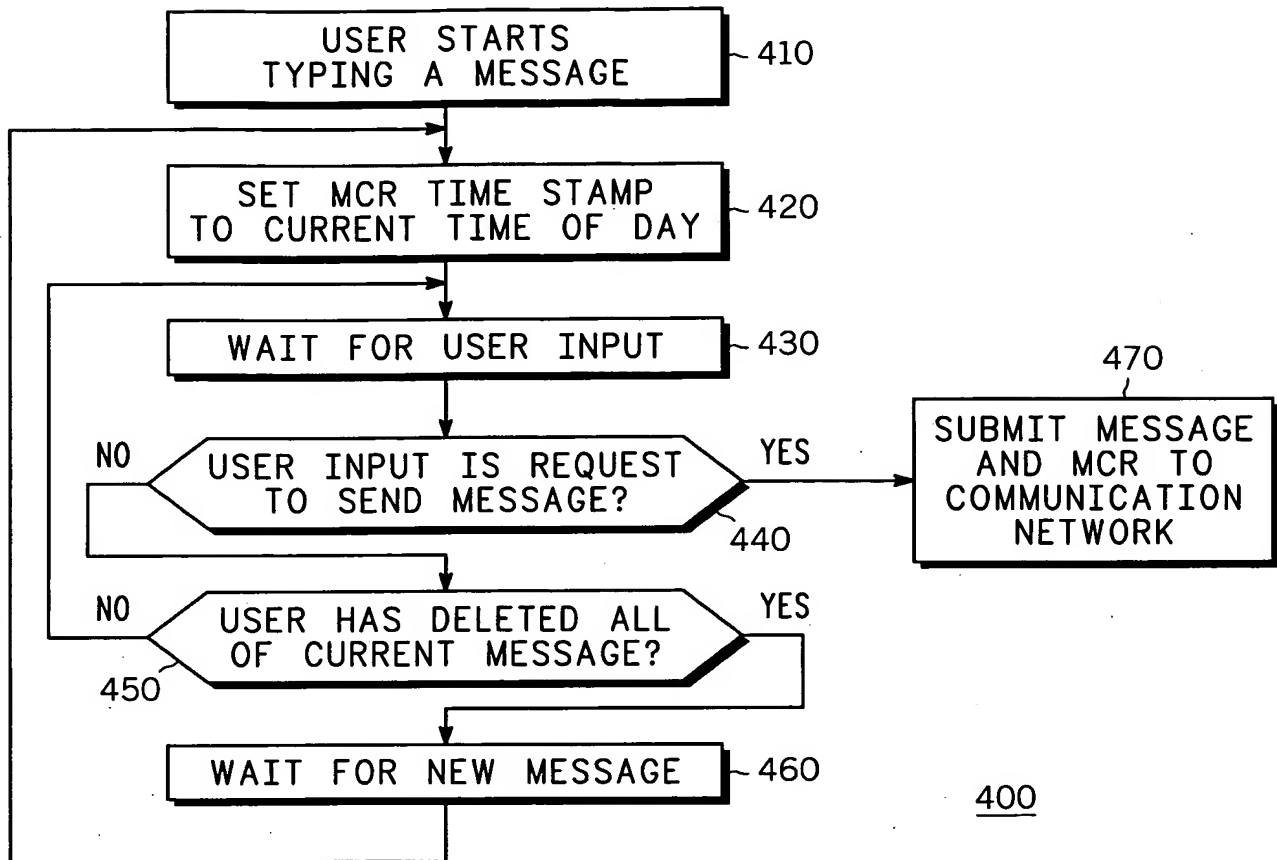 USER STARTS
TYPING A MESSAGE
410
SET MCR TIME STAMP
TO CURRENT TIME OF DAY
420
WAIT FOR USER INPUT
430
470
SUBMIT MESSAGE
AND MCR TO
COMMUNICATION
NETWORK
NO
USER INPUT IS REQUEST
TO SEND MESSAGE?
YES
440
NO
USER HAS DELETED ALL
OF CURRENT MESSAGE?
YES
450
WAIT FOR NEW MESSAGE
460
400